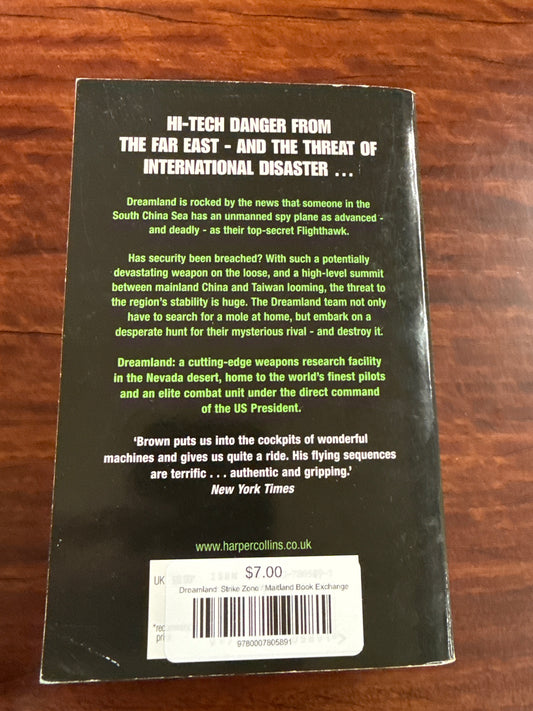 HI-TECH DANGER FROM
THE FAR EAST - AND THE THREAT OF
INTERNATIONAL DISASTER ...
Dreamland is rocked by the news that someone in the
South China Sea has an unmanned spy plane as advanced -
and deadly - as their top-secret Flighthawk.
Has security been breached? With such a potentially
devastating weapon on the loose, and a high-level summit
between mainland China and Taiwan looming, the threat to
the region's stability is huge. The Dreamland team not only
have to search for a mole at home, but embark on a
desperate hunt for their mysterious rival - and destroy it.
Dreamland: a cutting-edge weapons research facility
in the Nevada desert, home to the world's finest pilots
and an elite combat unit under the direct command
of the US President.
'Brown puts us into the cockpits of wonderful
machines and gives us quite a ride. His flying sequences
are terrific . . . authentic and gripping.'
New York Times
www.harpercollins.co.uk
UK
$7.00
Dreamland: Strike Zone / Maitland Book Exchange
9780007805891